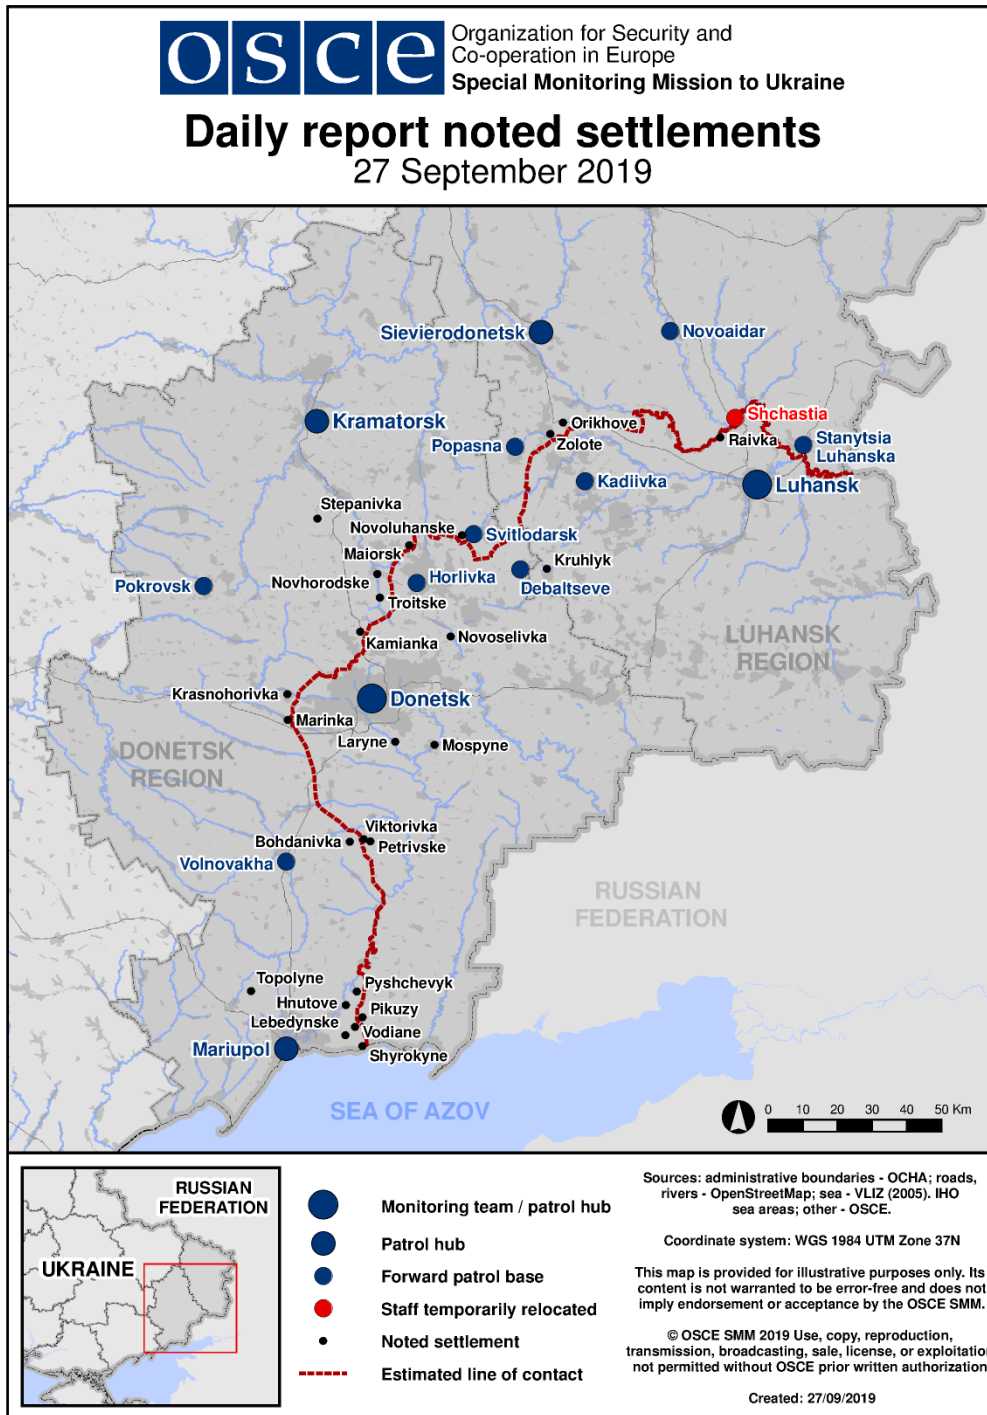 osce
Organization for Security and
Co-operation in Europe
Special Monitoring Mission to Ukraine
Daily report noted settlements
27 September 2019
Sievierodonetsk
Novoaidar
Kramatorsk
Shchastia
Orikhove
Raivka
Zolote
Popasna
Stanytsia
Luhanska
Kadiivka
Luhansk
Stepanivka
Novoluhanske
Svitlodarsk
Maiorsk
Kruhlyk
Novhorodske
Horlivka
Debaltseve
Pokrovsk
Troitske
Kamianka
Novoselivka
LUHANSK
REGION
Krasnohorivka
Donetsk
Marinka
Laryne
Mospyne
DONETSK
REGION
Viktorivka
Bohdanivka
Petrivske
Volnovakha
RUSSIAN
FEDERATION
Topolyne
Pyshchevyk
Hnutove
Pikuzy
Lebedynske
Vodiane
Mariupol
Shyrokyne
SEA OF AZOV
0 10 20 30 40 50 Km
RUSSIAN
FEDERATION
UKRAINE
Monitoring team / patrol hub
Patrol hub
Forward patrol base
Staff temporarily relocated
Noted settlement
Estimated line of contact
Sources: administrative boundaries - OCHA; roads,
rivers - OpenStreetMap; sea - VLIZ (2005). IHO
sea areas; other - OSCE.
Coordinate system: WGS 1984 UTM Zone 37N
This map is provided for illustrative purposes only. Its
content is not warranted to be error-free and does not
imply endorsement or acceptance by the OSCE SMM.
© OSCE SMM 2019 Use, copy, reproduction,
transmission, broadcasting, sale, license, or exploitation
not permitted without OSCE prior written authorization
Created: 27/09/2019